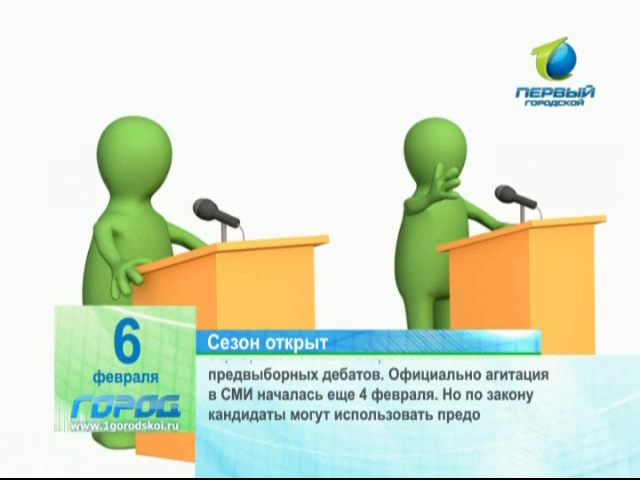 ПЕРВЫЙ
ГОРОДСКОЙ
6
февраля
ГОРОД
www.1gorodskoi.ru
Сезон открыт
предвыборных дебатов. Официально агитация
в СМИ началась еще 4 февраля. Но по закону
кандидаты могут использовать предо